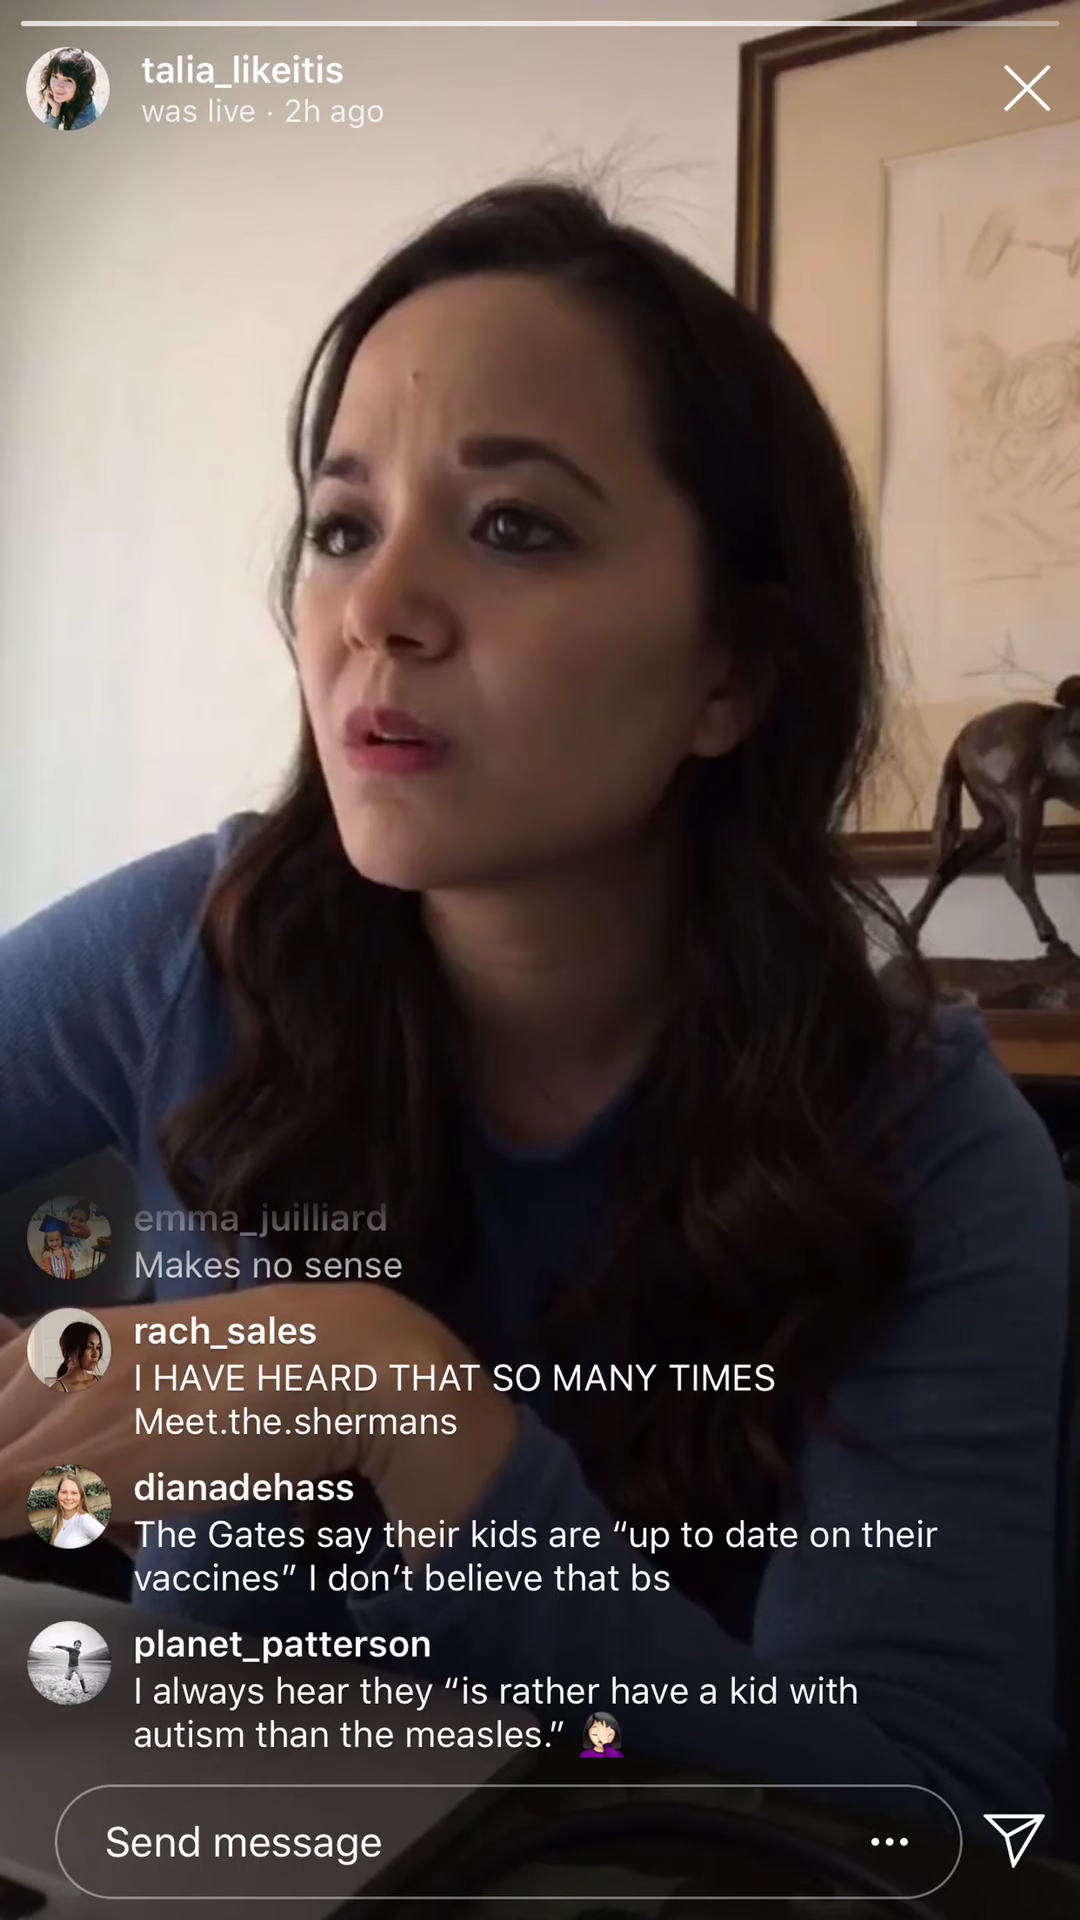 talia_likeitis
was live · 2h ago
emma_juilliard
Makes no sense
rach_sales
I HAVE HEARD THAT SO MANY TIMES
Meet.the.shermans
dianadehass
The Gates say their kids are “up to date on their
vaccines” I don’t believe that bs
planet_patterson
I always hear they “is rather have a kid with
autism than the measles.” 🤦🏻‍♀️
Send message